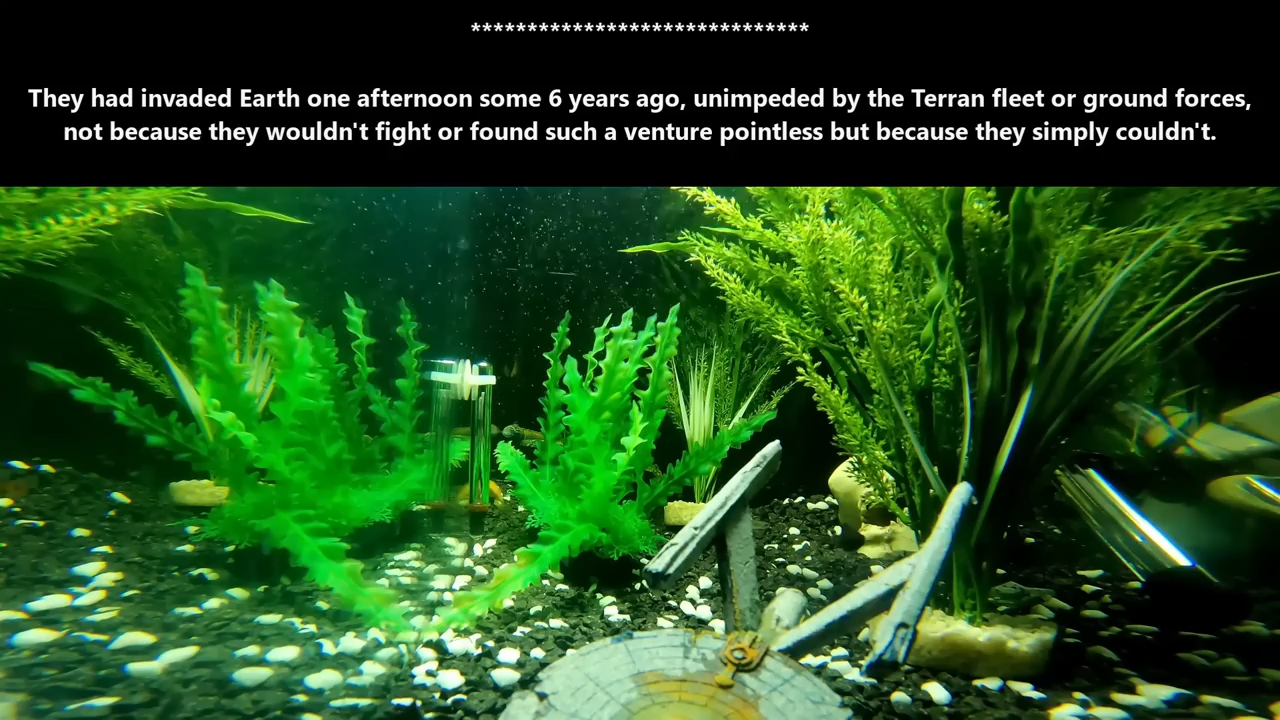 ******************************
They had invaded Earth one afternoon some 6 years ago, unimpeded by the Terran fleet or ground forces,
not because they wouldn't fight or found such a venture pointless but because they simply couldn't.